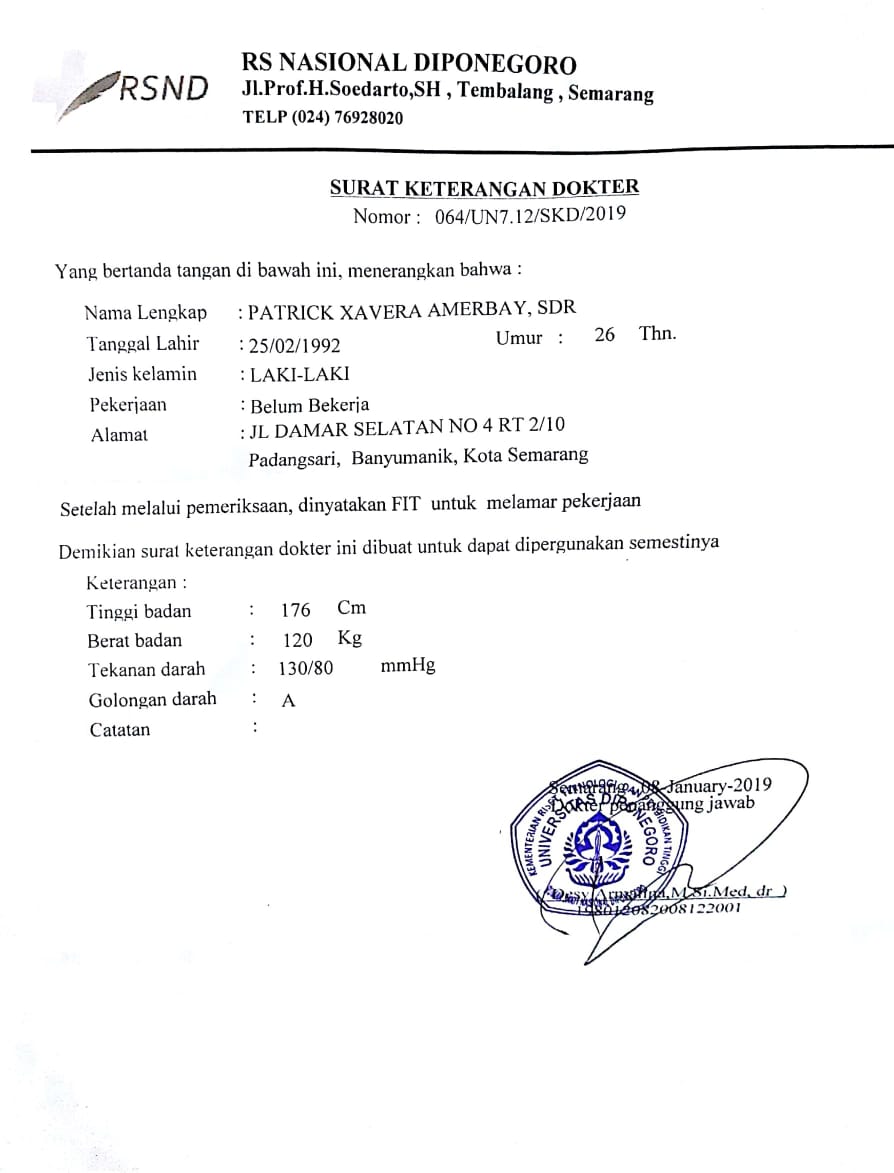 RSND
RS NASIONAL DIPONEGORO
Jl.Prof.H.Soedarto,SH , Tembalang , Semarang
TELP (024) 76928020
SURAT KETERANGAN DOKTER
Nomor : 064/UN7.12/SKD/2019
Yang bertanda tangan di bawah ini, menerangkan bahwa :
Nama Lengkap : PATRICK XAVERA AMERBAY, SDR
Tanggal Lahir : 25/02/1992 Umur : 26 Thn.
Jenis kelamin : LAKI-LAKI
Pekerjaan : Belum Bekerja
Alamat : JL DAMAR SELATAN NO 4 RT 2/10
Padangsari, Banyumanik, Kota Semarang
Setelah melalui pemeriksaan, dinyatakan FIT untuk melamar pekerjaan
Demikian surat keterangan dokter ini dibuat untuk dapat dipergunakan semestinya
Keterangan :
Tinggi badan : 176 Cm
Berat badan : 120 Kg
Tekanan darah : 130/80 mmHg
Golongan darah : A
Catatan :
Semarang, 08-January-2019
Dokter penanggung jawab
M.Si.Med, dr )
198012082008122001
KEMENTERIAN RISET TEKNOLOGI DAN PENDIDIKAN TINGGI
UNIVERSITAS DIPONEGORO